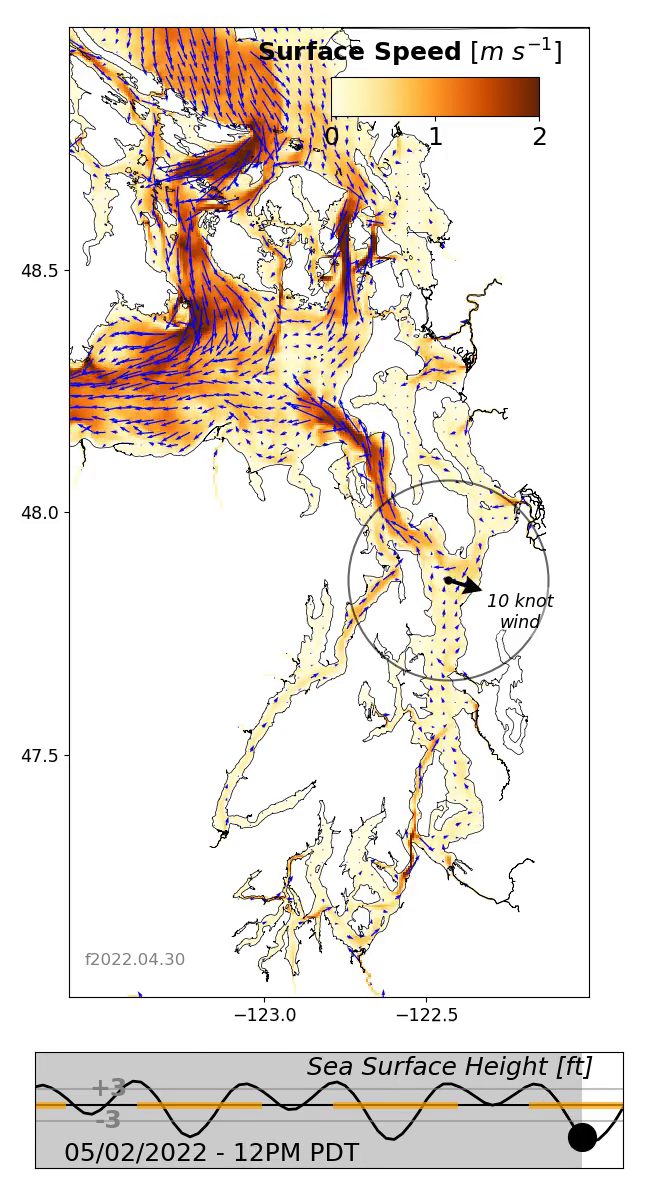 Surface Speed [m s⁻¹]
0 1 2
48.5
48.0
10 knot
wind
47.5
f2022.04.30
−123.0 −122.5
Sea Surface Height [ft]
+3
-3
05/02/2022 - 12PM PDT